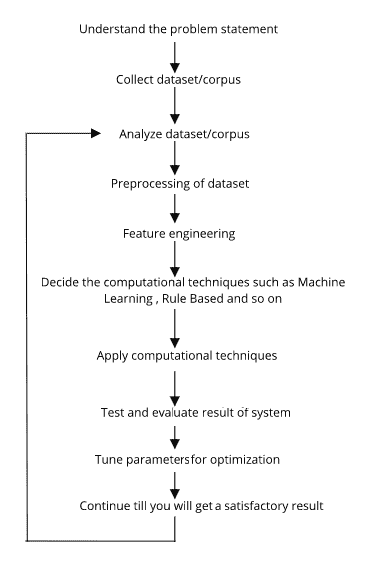 Understand the problem statement
Collect dataset/corpus
Analyze dataset/corpus
Preprocessing of dataset
Feature engineering
Decide the computational techniques such as Machine
Learning , Rule Based and so on
Apply computational techniques
Test and evaluate result of system
Tune parametersfor optimization
Continue till you will get a satisfactory result